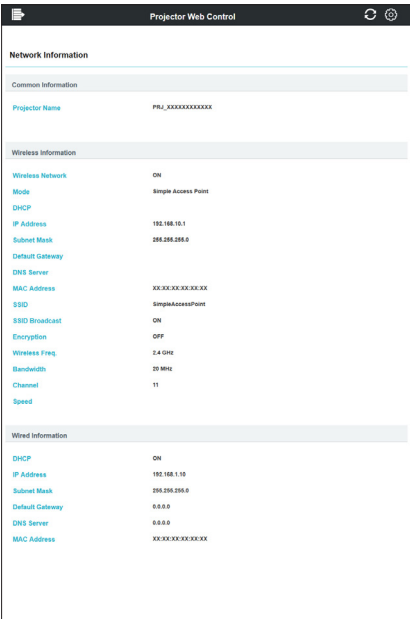 Projector Web Control
Network Information
Common Information
Projector Name PRJ_XXXXXXXXXXXX
Wireless Information
Wireless Network ON
Mode Simple Access Point
DHCP
IP Address 192.168.10.1
Subnet Mask 255.255.255.0
Default Gateway
DNS Server
MAC Address XX:XX:XX:XX:XX:XX
SSID SimpleAccessPoint
SSID Broadcast ON
Encryption OFF
Wireless Freq. 2.4 GHz
Bandwidth 20 MHz
Channel 11
Speed
Wired Information
DHCP ON
IP Address 192.168.1.10
Subnet Mask 255.255.255.0
Default Gateway 0.0.0.0
DNS Server 0.0.0.0
MAC Address XX:XX:XX:XX:XX:XX